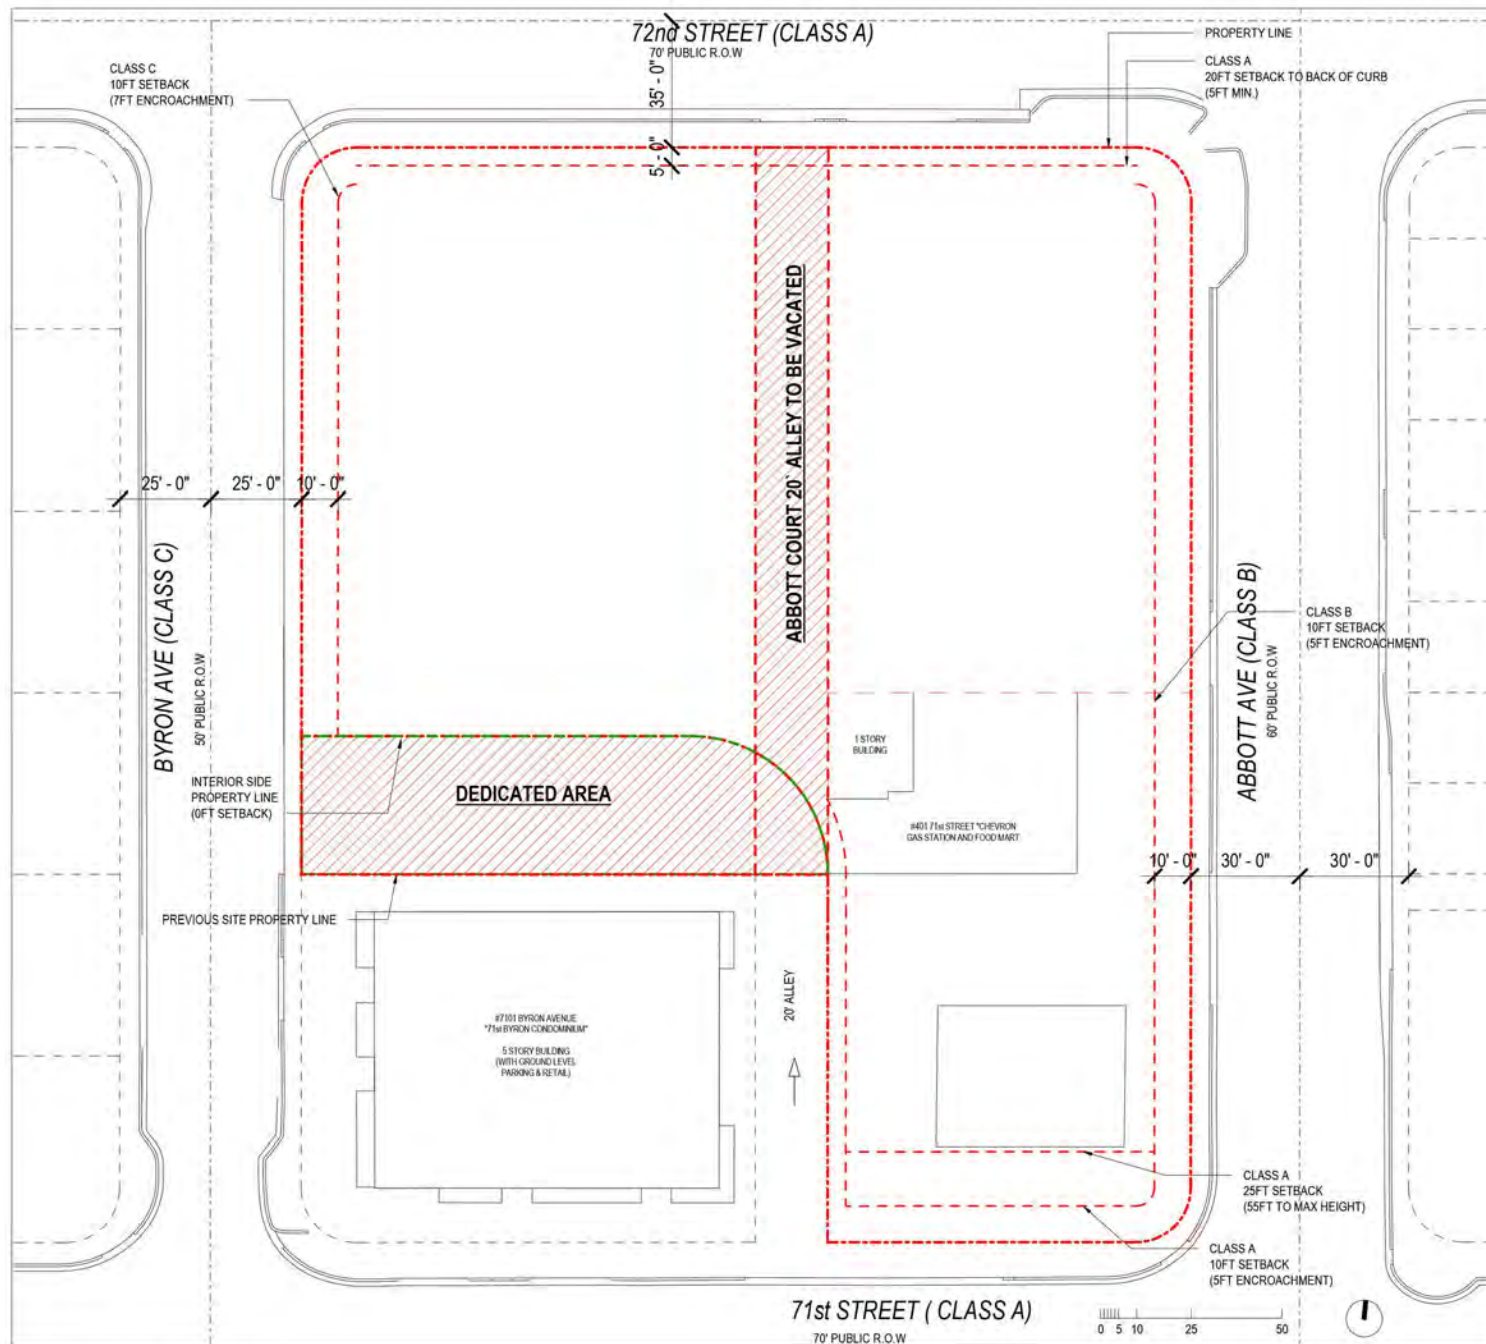 72nd STREET (CLASS A)
70' PUBLIC R.O.W
PROPERTY LINE
CLASS A
20FT SETBACK TO BACK OF CURB
(5FT MIN.)
CLASS C
10FT SETBACK
(7FT ENCROACHMENT)
35' - 0"
5' - 0"
ABBOTT COURT 20` ALLEY TO BE VACATED
25' - 0"
25' - 0"
10' - 0"
BYRON AVE (CLASS C)
50' PUBLIC R.O.W
ABBOTT AVE (CLASS B)
60' PUBLIC R.O.W
CLASS B
10FT SETBACK
(5FT ENCROACHMENT)
1 STORY
BUILDING
INTERIOR SIDE
PROPERTY LINE
(0FT SETBACK)
DEDICATED AREA
#401 71st STREET "CHEVRON
GAS STATION AND FOOD MART
10' - 0"
30' - 0"
30' - 0"
PREVIOUS SITE PROPERTY LINE
20' ALLEY
#7101 BYRON AVENUE
"71st BYRON CONDOMINIUM"
5 STORY BUILDING
(WITH GROUND LEVEL
PARKING & RETAIL)
CLASS A
25FT SETBACK
(55FT TO MAX HEIGHT)
CLASS A
10FT SETBACK
(5FT ENCROACHMENT)
71st STREET ( CLASS A)
70' PUBLIC R.O.W
0 5 10 25 50